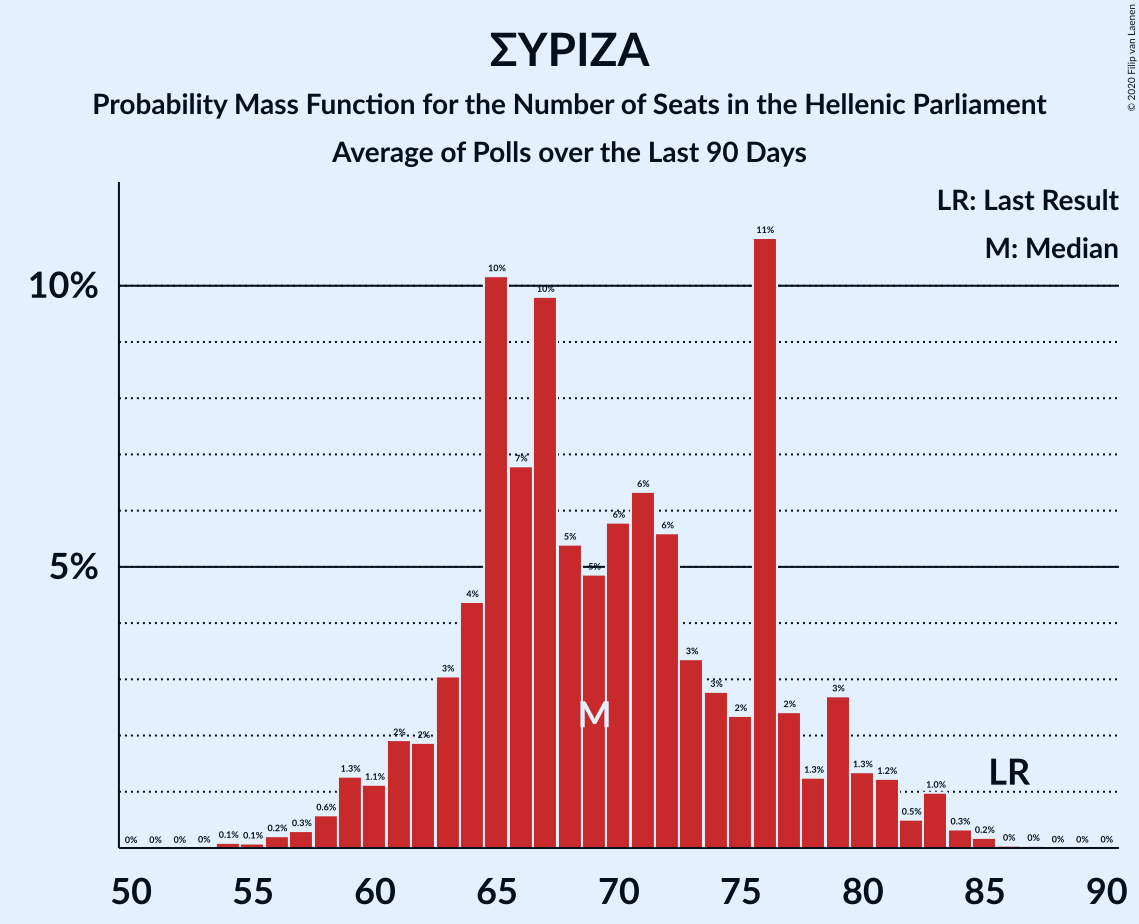 © 2020 Filip van Laenen
ΣΥΡΙΖΑ
Probability Mass Function for the Number of Seats in the Hellenic Parliament
Average of Polls over the Last 90 Days
LR: Last Result
M: Median
10%
5%
0% 0% 0% 0% 0.1% 0.1% 0.2% 0.3% 0.6% 1.3% 1.1% 2% 2% 3% 4% 10% 7% 10% 5% 5% 6% 6% 6% 3% 3% 2% 11% 2% 1.3% 3% 1.3% 1.2% 0.5% 1.0% 0.3% 0.2% 0% 0% 0% 0% 0%
M
LR
50 55 60 65 70 75 80 85 90